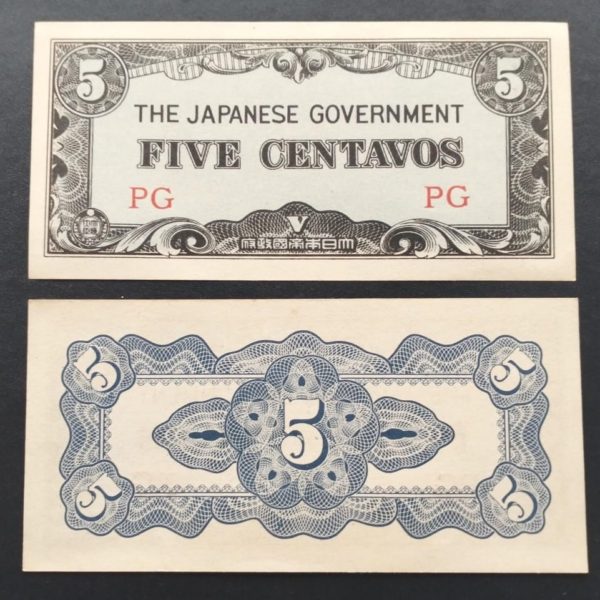 5 5
THE JAPANESE GOVERNMENT
FIVE CENTAVOS
PG PG
V
府政國帝本日大
5 5
5
5 5